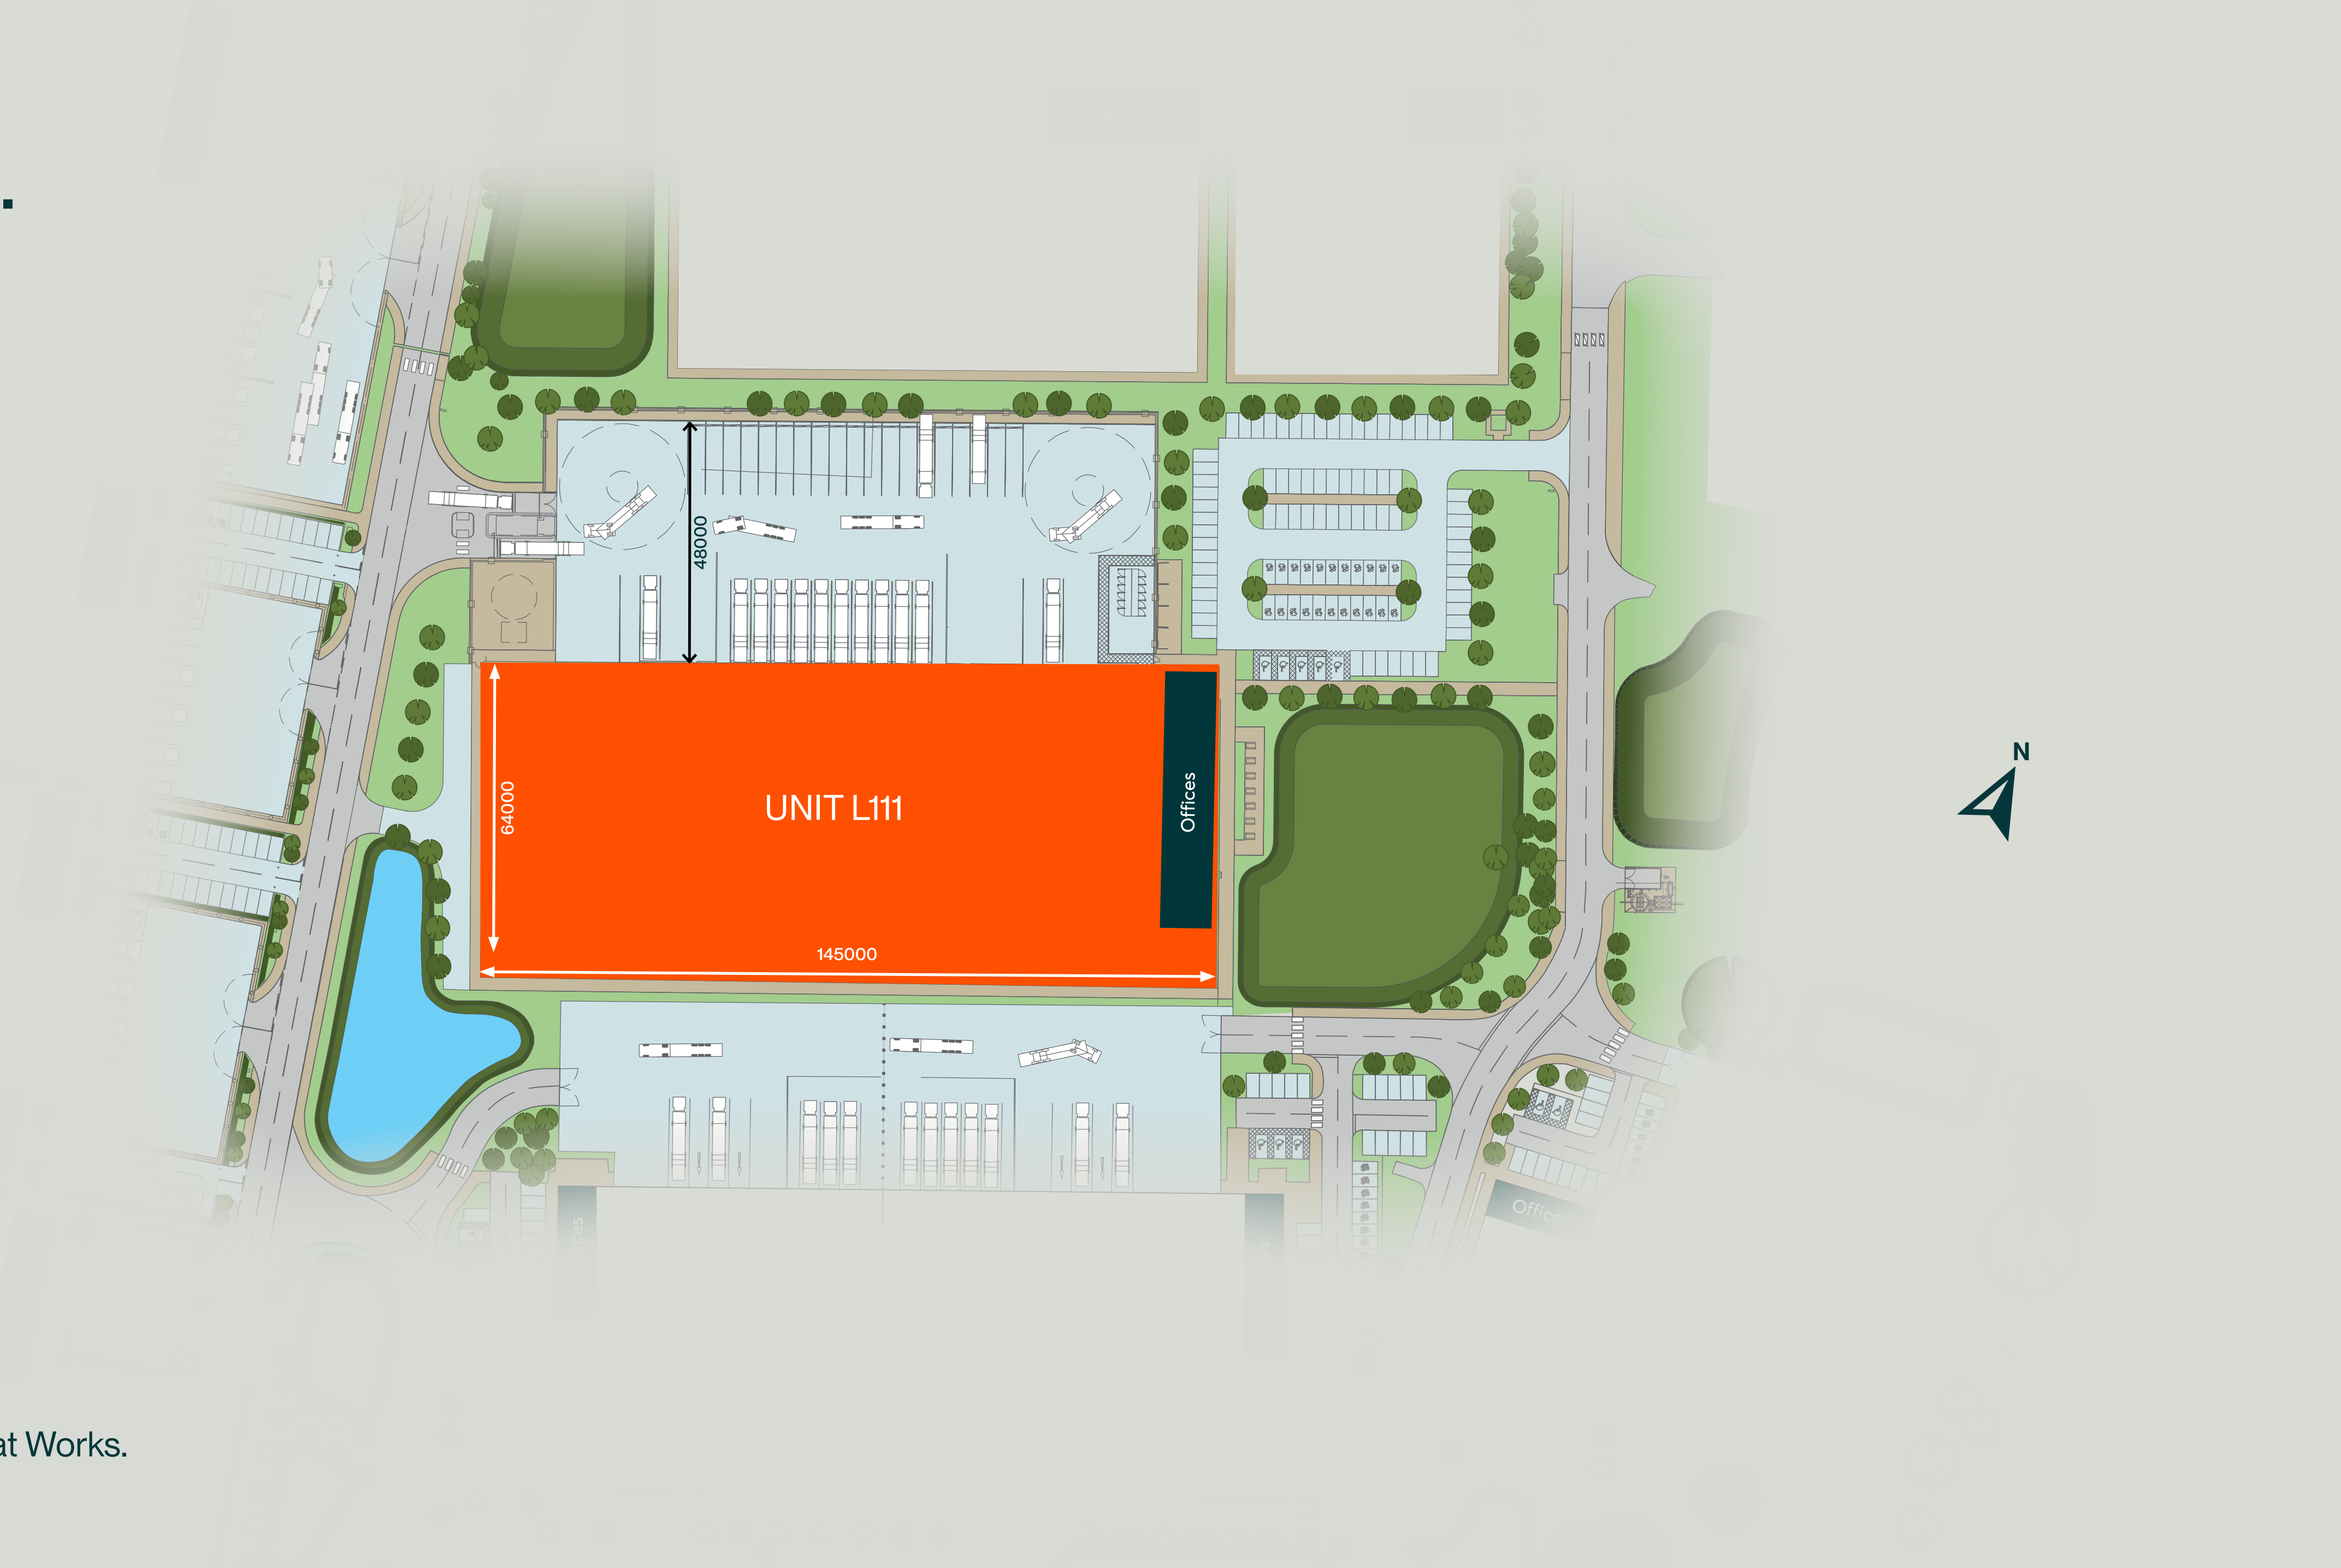 .
N
48000
64000
UNIT L111
Offices
145000
Offices
at Works.